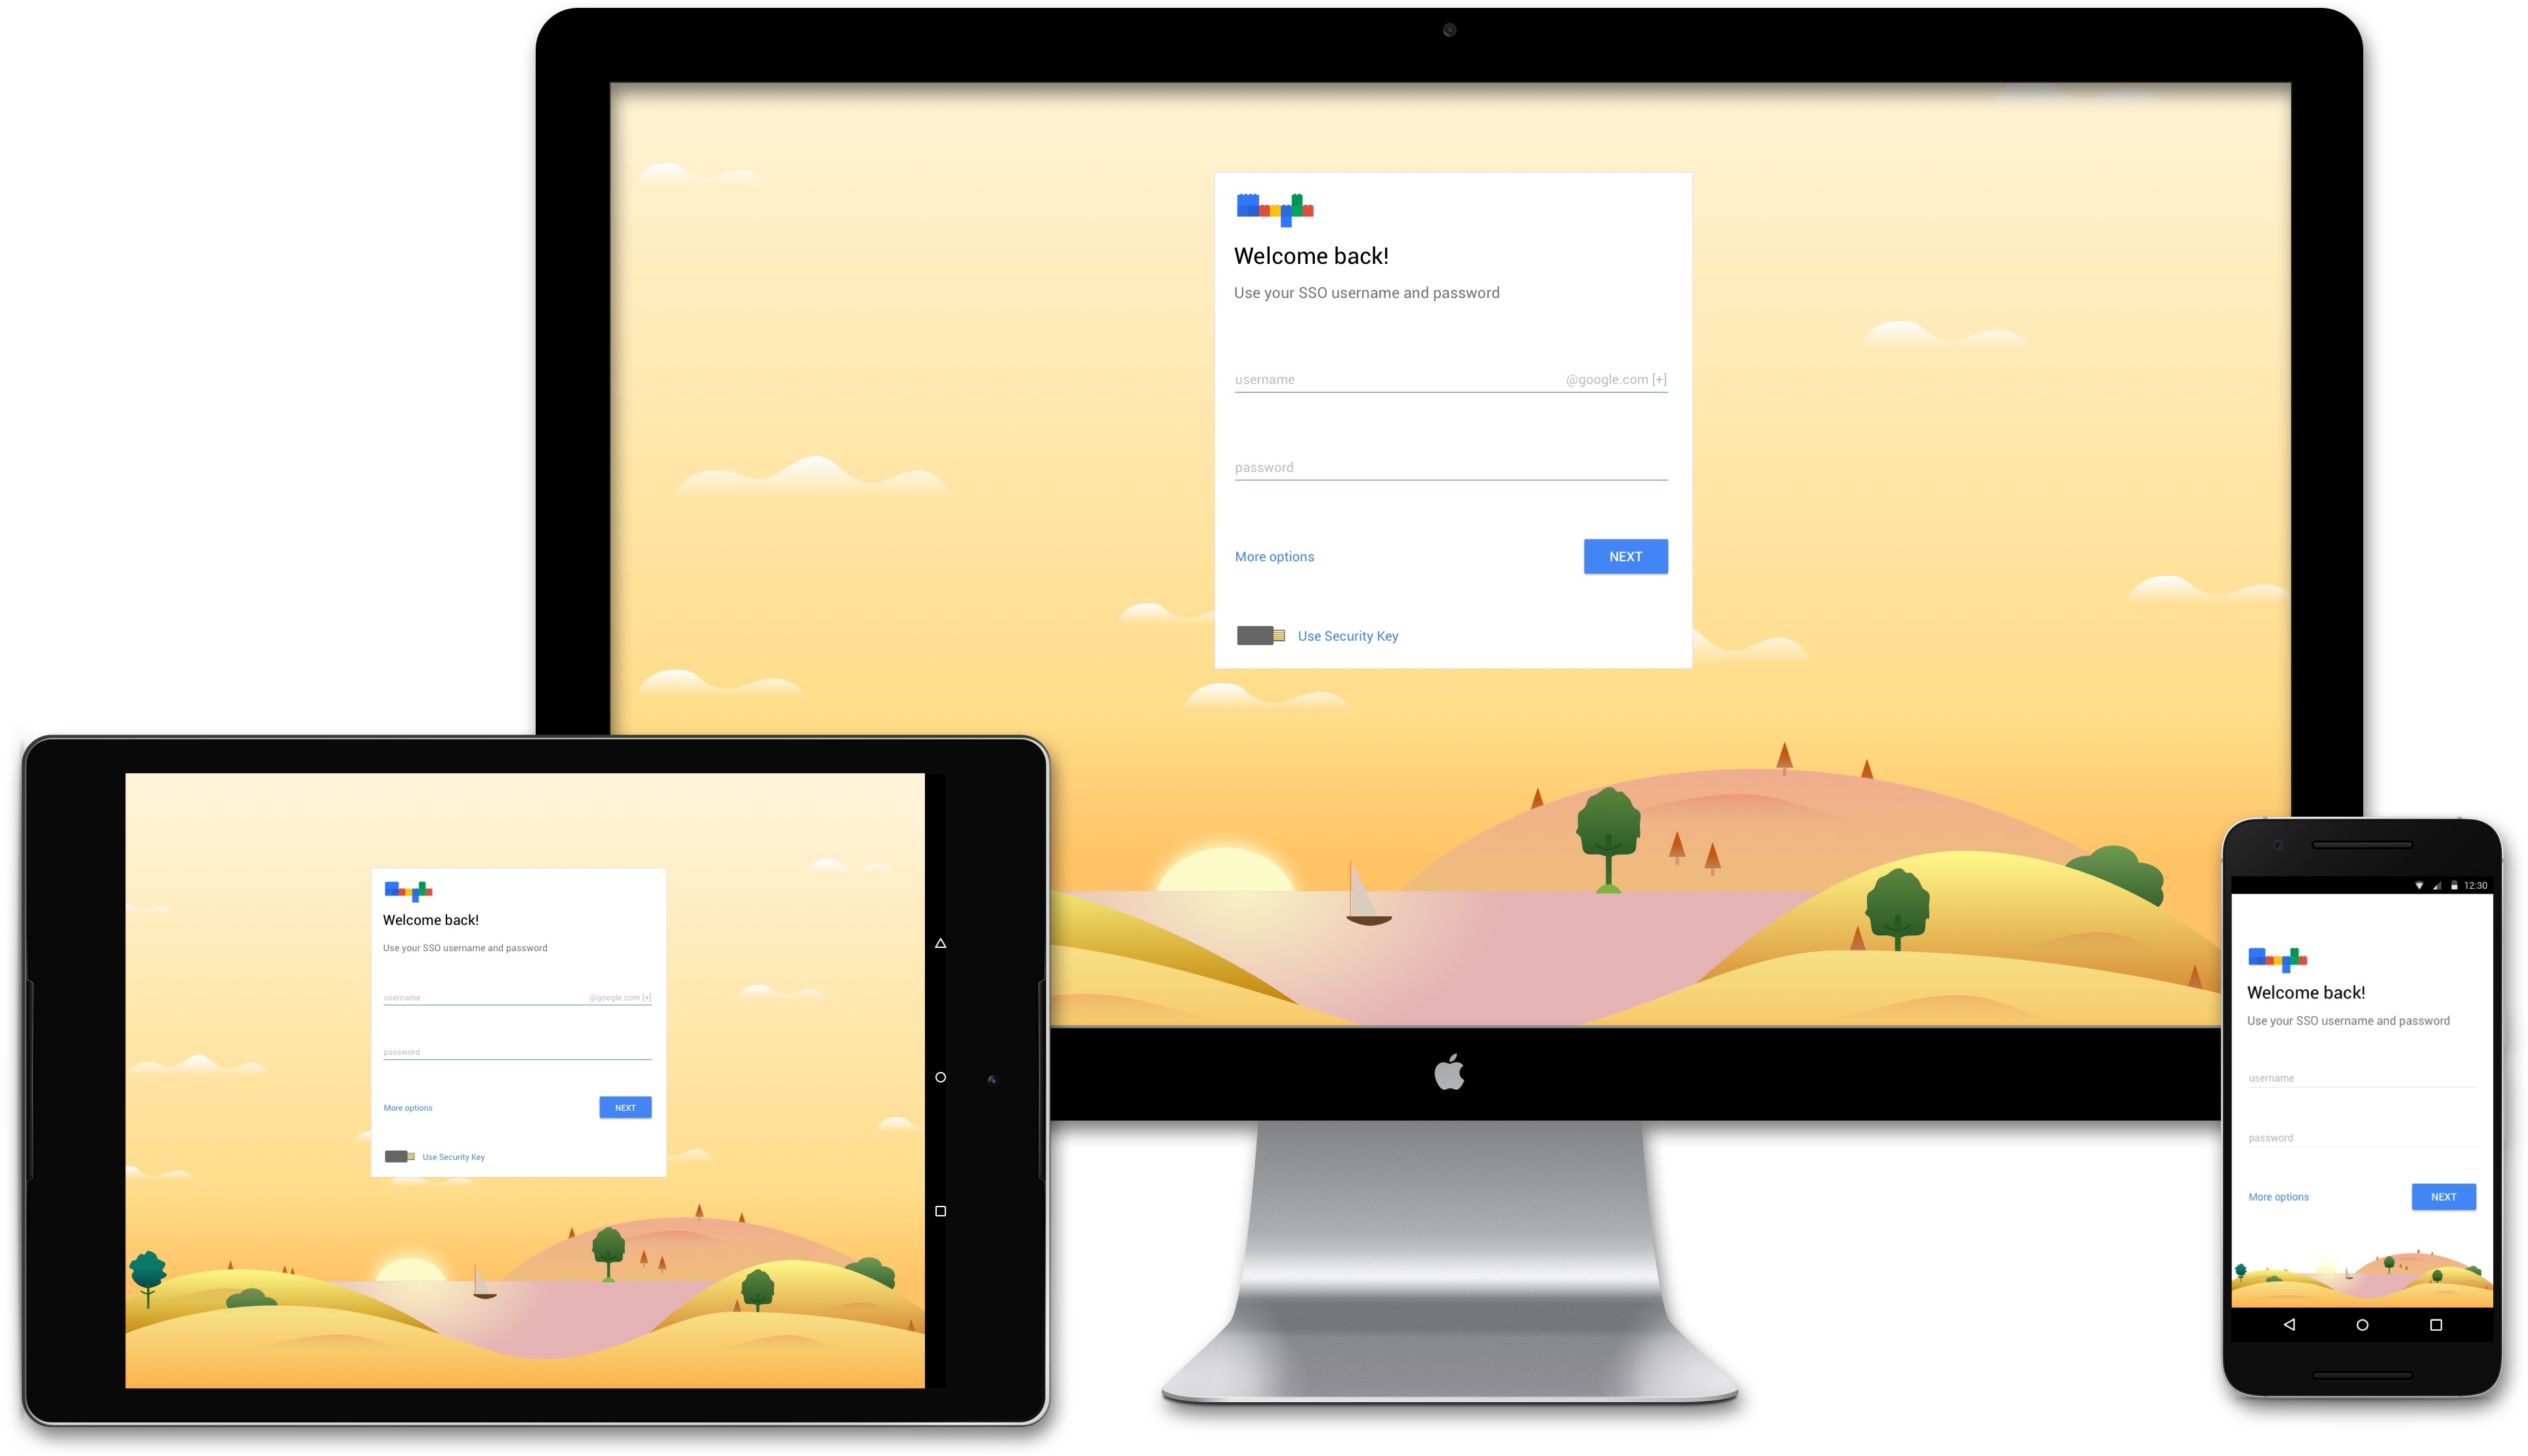 Welcome back!
Use your SSO username and password
username @google.com [+]
password
More options NEXT
Use Security Key
Welcome back!
Use your SSO username and password
username @google.com [+]
password
More options NEXT
Use Security Key
12:30
Welcome back!
Use your SSO username and password
username
password
More options NEXT